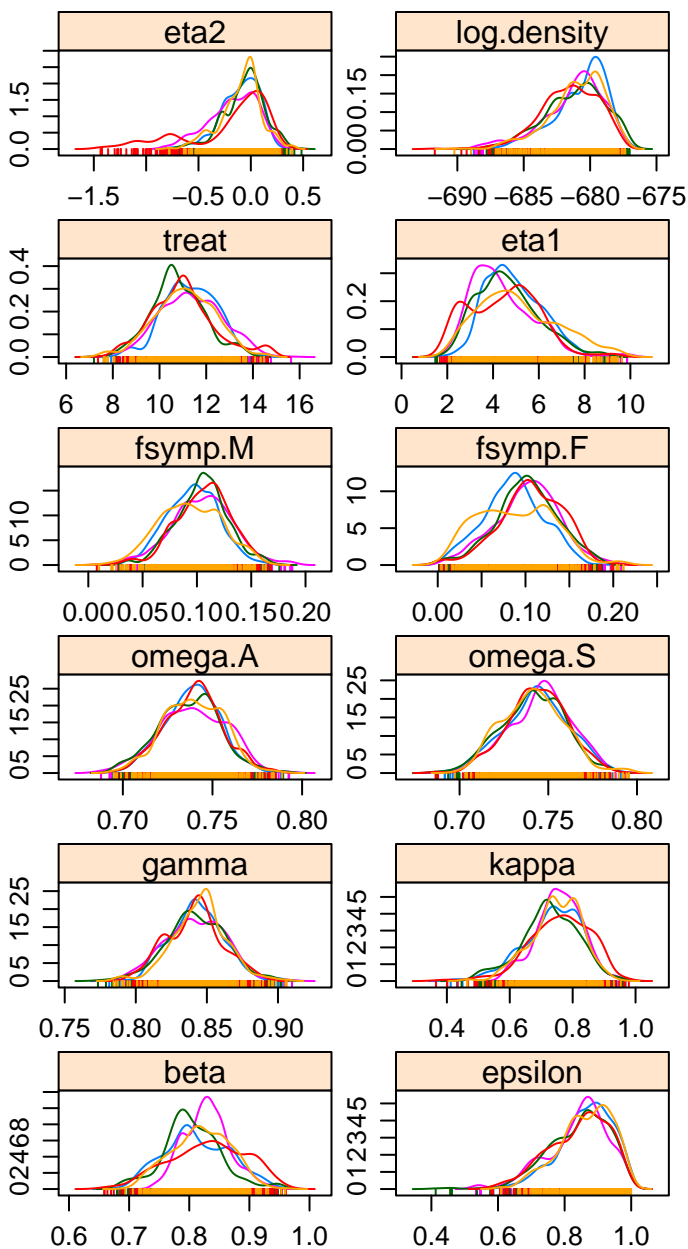 eta2
log.density
0.0 1.5
0.00 0.15
−1.5 −0.5 0.0 0.5
−690 −685 −680 −675
treat
eta1
0.0 0.2 0.4
0.0 0.2
6 8 10 12 14 16
0 2 4 6 8 10
fsymp.M
fsymp.F
0 5 10
0 5 10
0.00 0.05 0.10 0.15 0.20
0.00 0.10 0.20
omega.A
omega.S
0 5 15 25
0 5 15 25
0.70 0.75 0.80
0.70 0.75 0.80
gamma
kappa
0 5 15 25
0 1 2 3 4 5
0.75 0.80 0.85 0.90
0.4 0.6 0.8 1.0
beta
epsilon
0 2 4 6 8
0 1 2 3 4 5
0.6 0.7 0.8 0.9 1.0
0.4 0.6 0.8 1.0